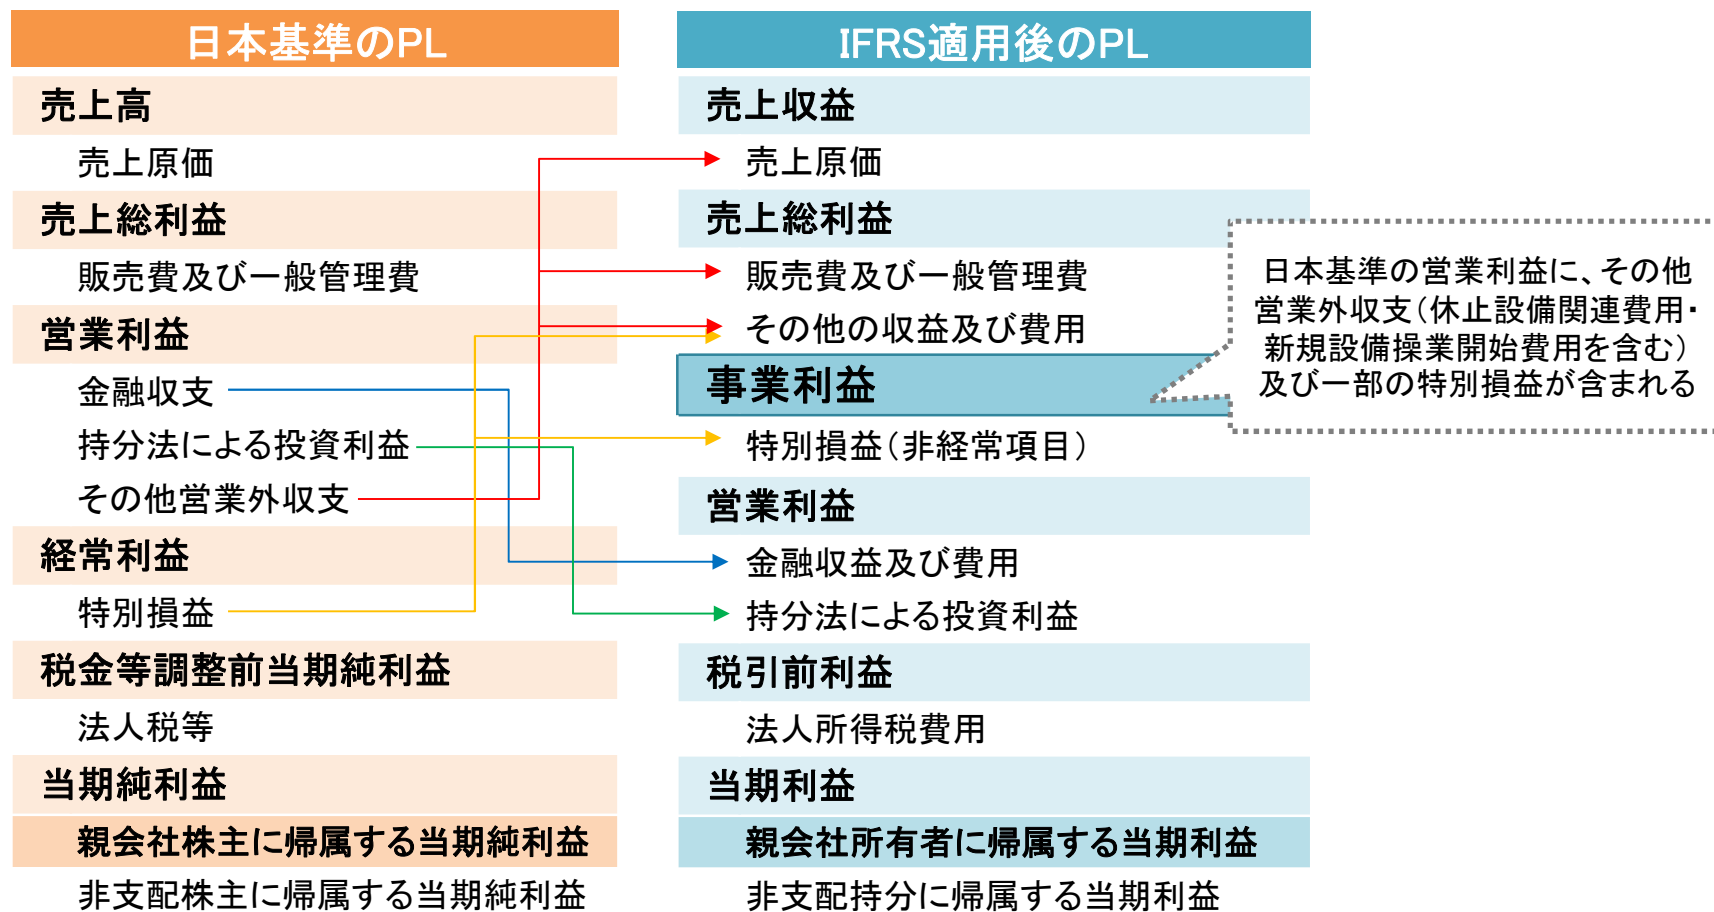 日本基準のPL
売上高
売上原価
売上総利益
販売費及び一般管理費
営業利益
金融収支
持分法による投資利益
その他営業外収支
経常利益
特別損益
税金等調整前当期純利益
法人税等
当期純利益
親会社株主に帰属する当期純利益
非支配株主に帰属する当期純利益
IFRS適用後のPL
売上収益
売上原価
売上総利益
販売費及び一般管理費
その他の収益及び費用
事業利益
特別損益(非経常項目)
営業利益
金融収益及び費用
持分法による投資利益
税引前利益
法人所得税費用
当期利益
親会社所有者に帰属する当期利益
非支配持分に帰属する当期利益
日本基準の営業利益に、その他
営業外収支(休止設備関連費用・
新規設備操業開始費用を含む)
及び一部の特別損益が含まれる